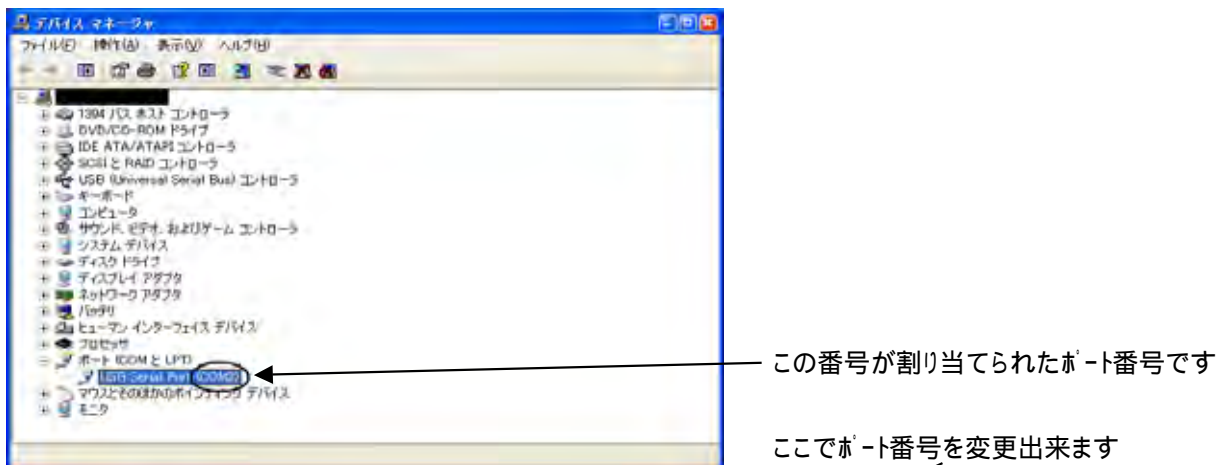 デバイス マネージャ
ファイル(F) 操作(A) 表示(V) ヘルプ(H)
1394 バス ホスト コントローラ
DVD/CD-ROM ドライブ
IDE ATA/ATAPI コントローラ
SCSI と RAID コントローラ
USB (Universal Serial Bus) コントローラ
キーボード
コンピュータ
サウンド、ビデオ、およびゲーム コントローラ
システム デバイス
ディスク ドライブ
ディスプレイ アダプタ
ネットワーク アダプタ
バッテリ
ヒューマン インターフェイス デバイス
プロセッサ
ポート (COM と LPT)
USB Serial Port
この番号が割り当てられたﾎﾟｰﾄ番号です
マウスとそのほかのポインティング デバイス
モニタ
ここでﾎﾟｰﾄ番号を変更出来ます